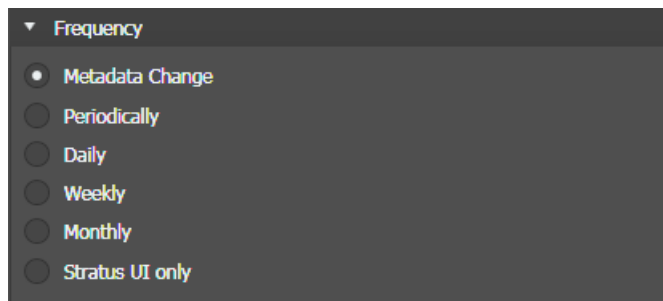 Frequency
Metadata Change
Periodically
Daily
Weekly
Monthly
Stratus UI only